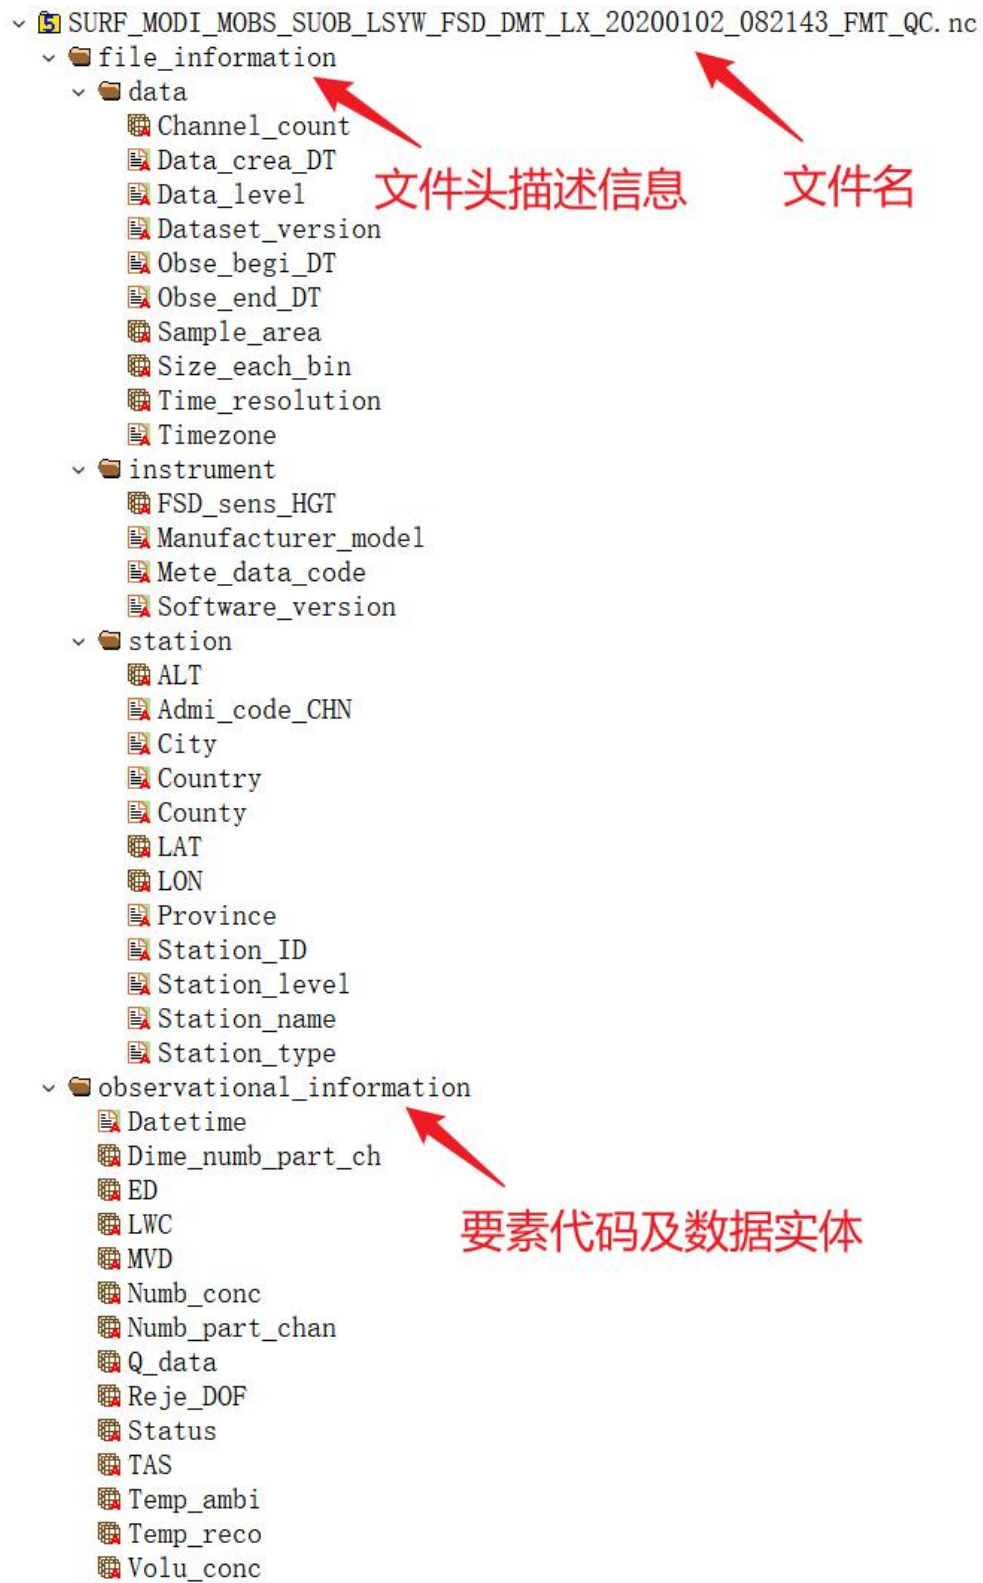 SURF_MODI_MOBS_SUOB_LSYW_FSD_DMT_LX_20200102_082143_FMT_QC.nc
file_information
data
Channel_count
Data_crea_DT
文件头描述信息
文件名
Data_level
Dataset_version
Obse_begi_DT
Obse_end_DT
Sample_area
Size_each_bin
Time_resolution
Timezone
instrument
FSD_sens_HGT
Manufacturer_model
Mete_data_code
Software_version
station
ALT
Admi_code_CHN
City
Country
County
LAT
LON
Province
Station_ID
Station_level
Station_name
Station_type
observational_information
Datetime
Dime_numb_part_ch
ED
LWC
要素代码及数据实体
MVD
Numb_conc
Numb_part_chan
Q_data
Reje_DOF
Status
TAS
Temp_ambi
Temp_reco
Volu_conc